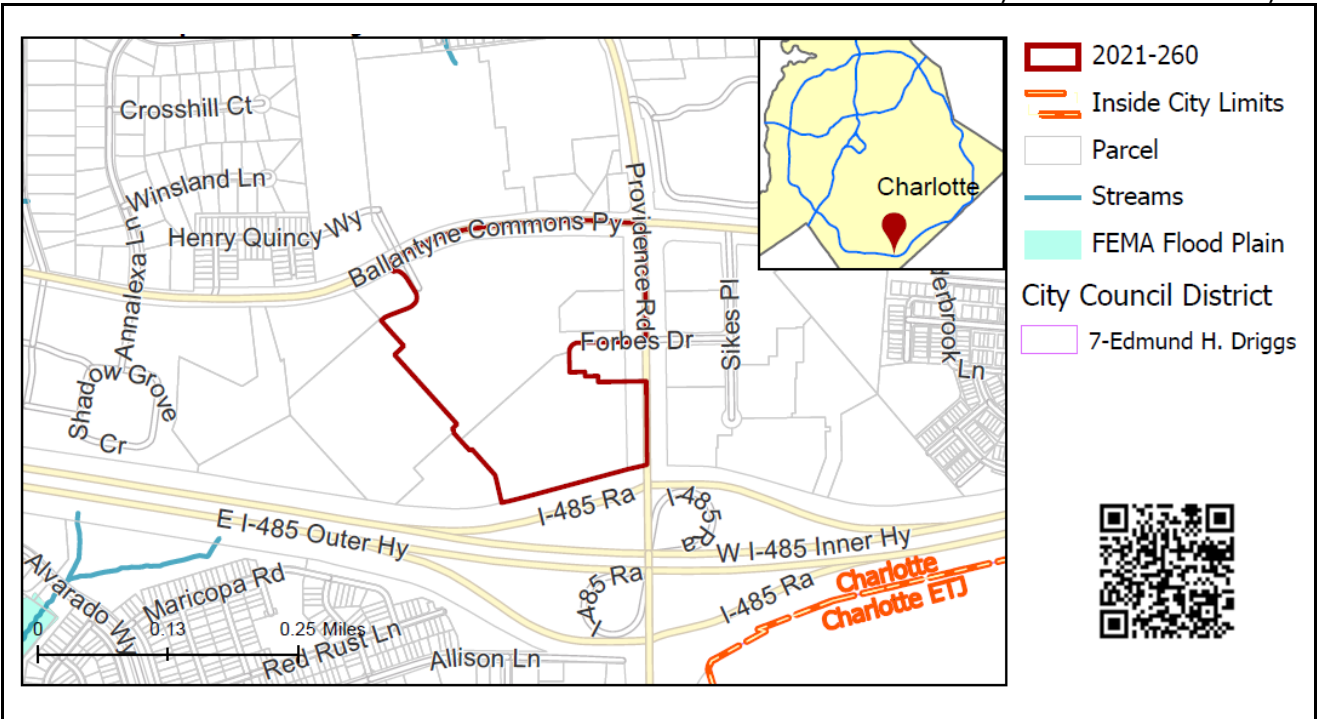 Crosshill Ct
Winsland Ln
Henry Quincy Wy
Annalexa Ln
Ballantyne Commons Py
Providence Rd
Forbes Dr
Sikes Pl
Shadow Grove
Cr
Ln
I-485 Ra
I-485 Ra
E I-485 Outer Hy
W I-485 Inner Hy
I-485 Ra
I-485 Ra
Alvarado Wy
Maricopa Rd
Red Rust Ln
Allison Ln
Charlotte
Charlotte ETJ
0
0.13
0.25 Miles
Charlotte
2021-260
Inside City Limits
Parcel
Streams
FEMA Flood Plain
City Council District
7-Edmund H. Driggs